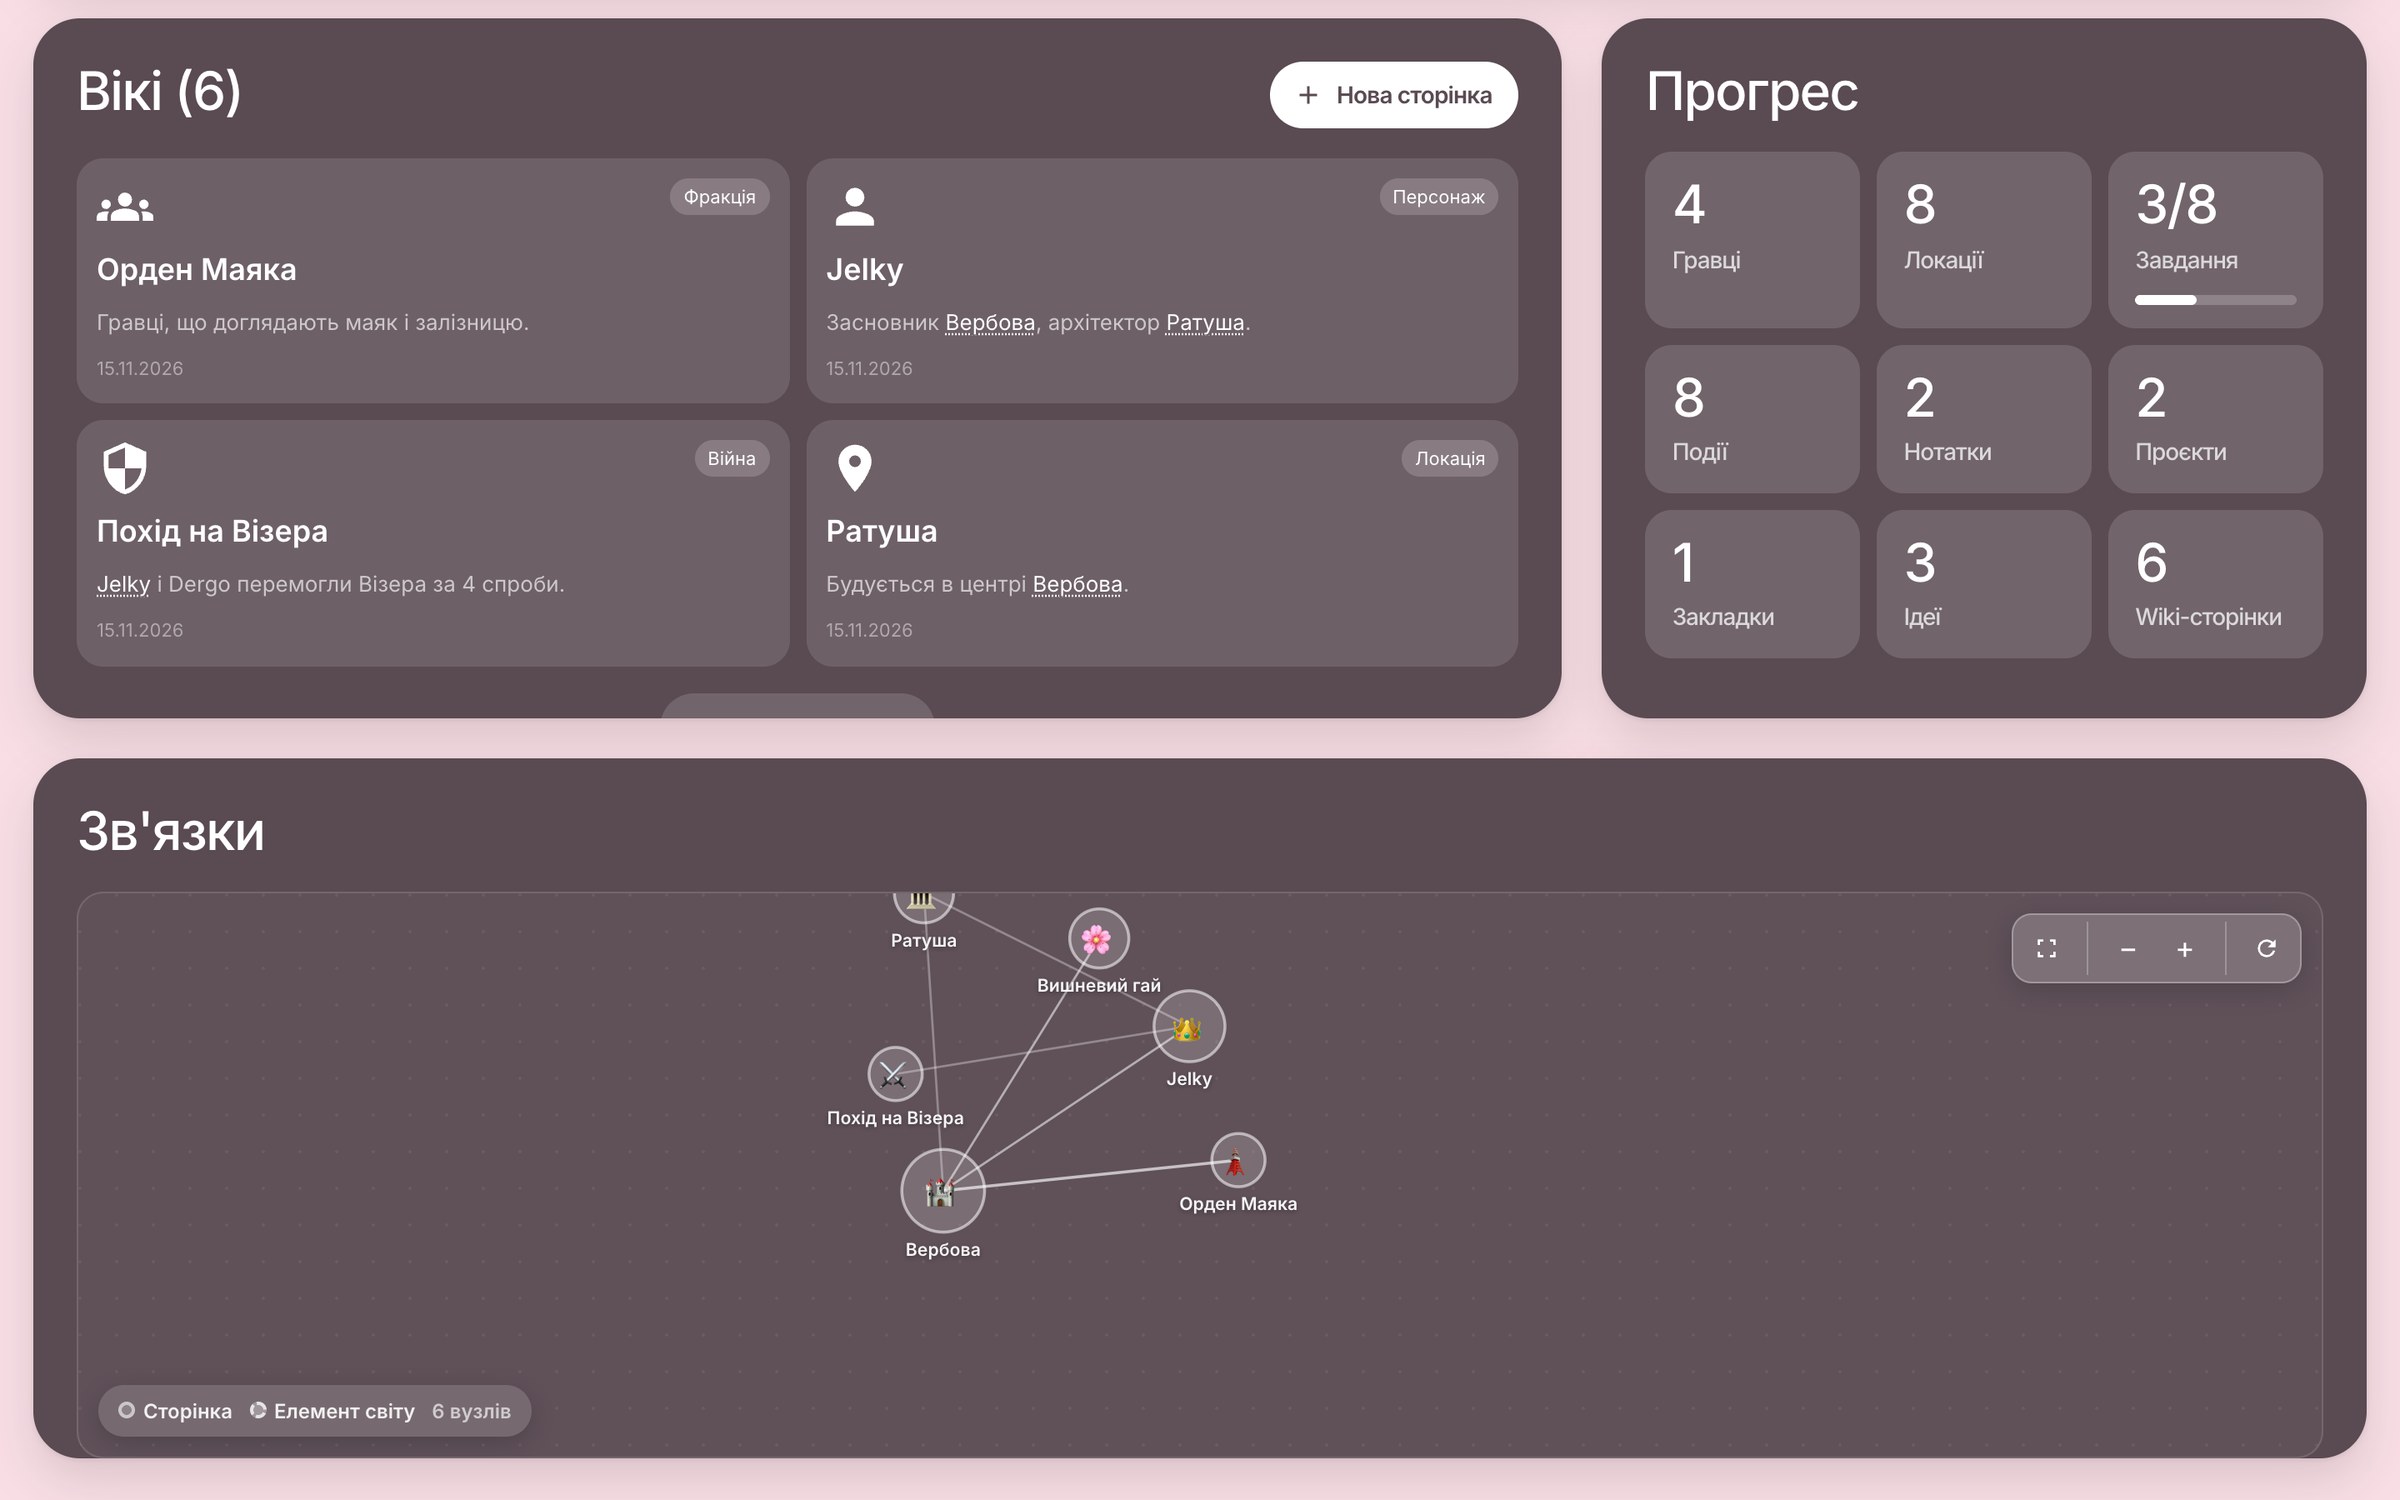 Вікі (6)
Нова сторінка
Фракція
Орден Маяка
Гравці, що доглядають маяк і залізницю.
15.11.2026
Персонаж
Jelky
Засновник Вербова, архітектор Ратуша.
15.11.2026
Війна
Похід на Візера
Jelky і Dergo перемогли Візера за 4 спроби.
15.11.2026
Локація
Ратуша
Будується в центрі Вербова.
15.11.2026
Прогрес
4
Гравці
8
Локації
3/8
Завдання
8
Події
2
Нотатки
2
Проєкти
1
Закладки
3
Ідеї
6
Wiki-сторінки
Зв'язки
Ратуша
Вишневий гай
Jelky
Похід на Візера
Орден Маяка
Вербова
Сторінка
Елемент світу
6 вузлів